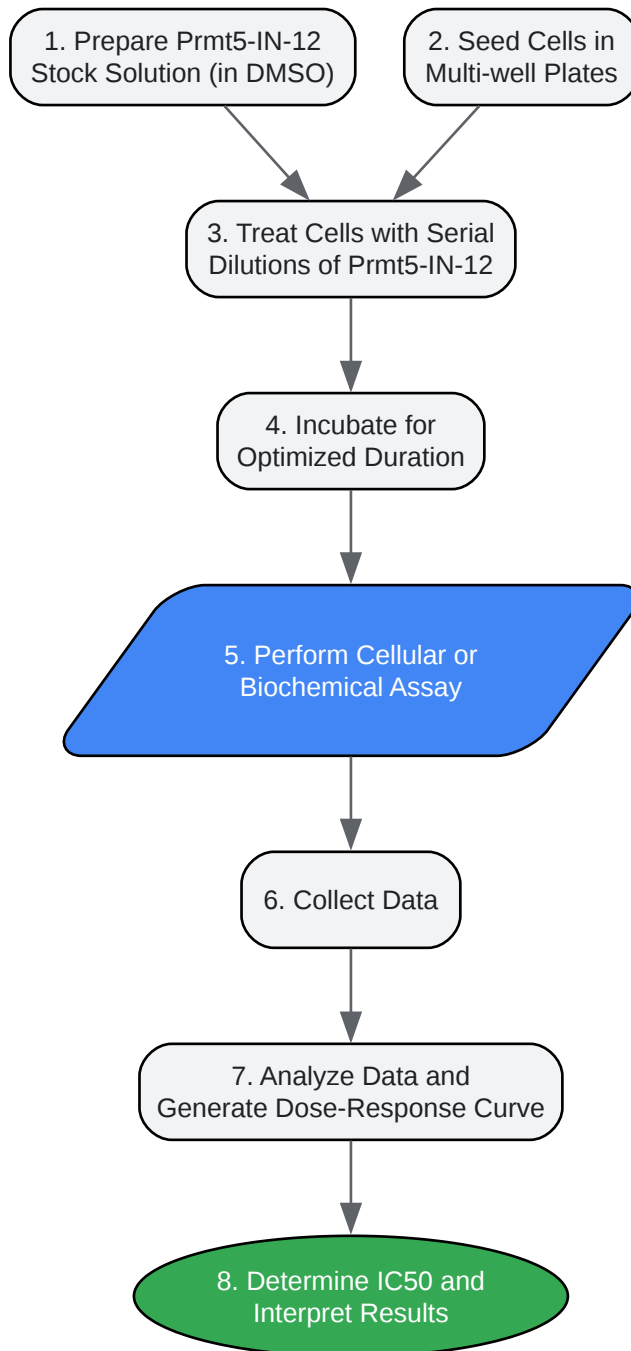 1. Prepare Prmt5-IN-12
Stock Solution (in DMSO)
2. Seed Cells in
Multi-well Plates
3. Treat Cells with Serial
Dilutions of Prmt5-IN-12
4. Incubate for
Optimized Duration
5. Perform Cellular or
Biochemical Assay
6. Collect Data
7. Analyze Data and
Generate Dose-Response Curve
8. Determine IC50 and
Interpret Results